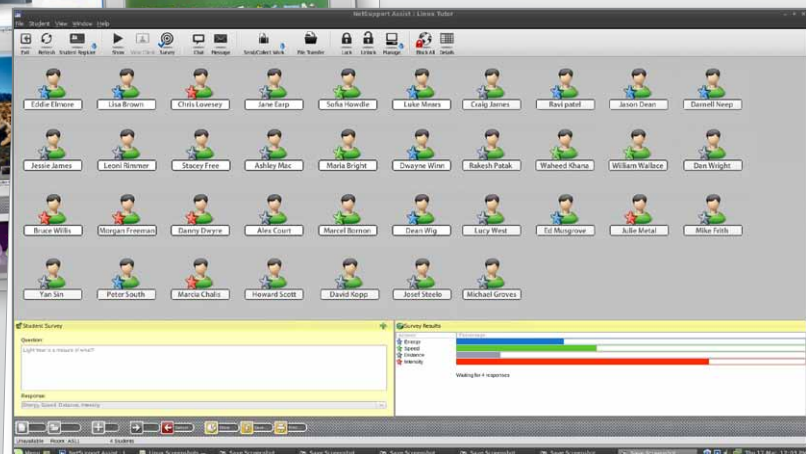 NetSupport Assist : Linux Tutor
File Student View Window Help
Exit Refresh Student Register Show Survey Chat Message Send/Collect Work File Transfer Lock Unlock Manage Block All Details
Eddie Elmore Lisa Brown Chris Lovesey Jane Earp Sofia Howdle Luke Mears Craig James Ravi patel Jason Dean Darnell Neep
Jessie James Leoni Rimmer Stacey Free Ashley Mac Maria Bright Dwayne Winn Rakesh Patak Waheed Khana William Wallace Dan Wright
Bruce Willis Morgan Freeman Danny Dwyre Alex Court Marcel Bornon Dean Wig Lucy West Ed Musgrove Julie Metal Mike Frith
Yan Sin Peter South Marcia Chalis Howard Scott David Kopp Josef Steelo Michael Groves
Student Survey
Question:
Light Year is a measure of what?
Response:
Energy, Speed, Distance, Intensity
Survey Results
Energy
Speed
Distance
Intensity
Waiting for 4 responses